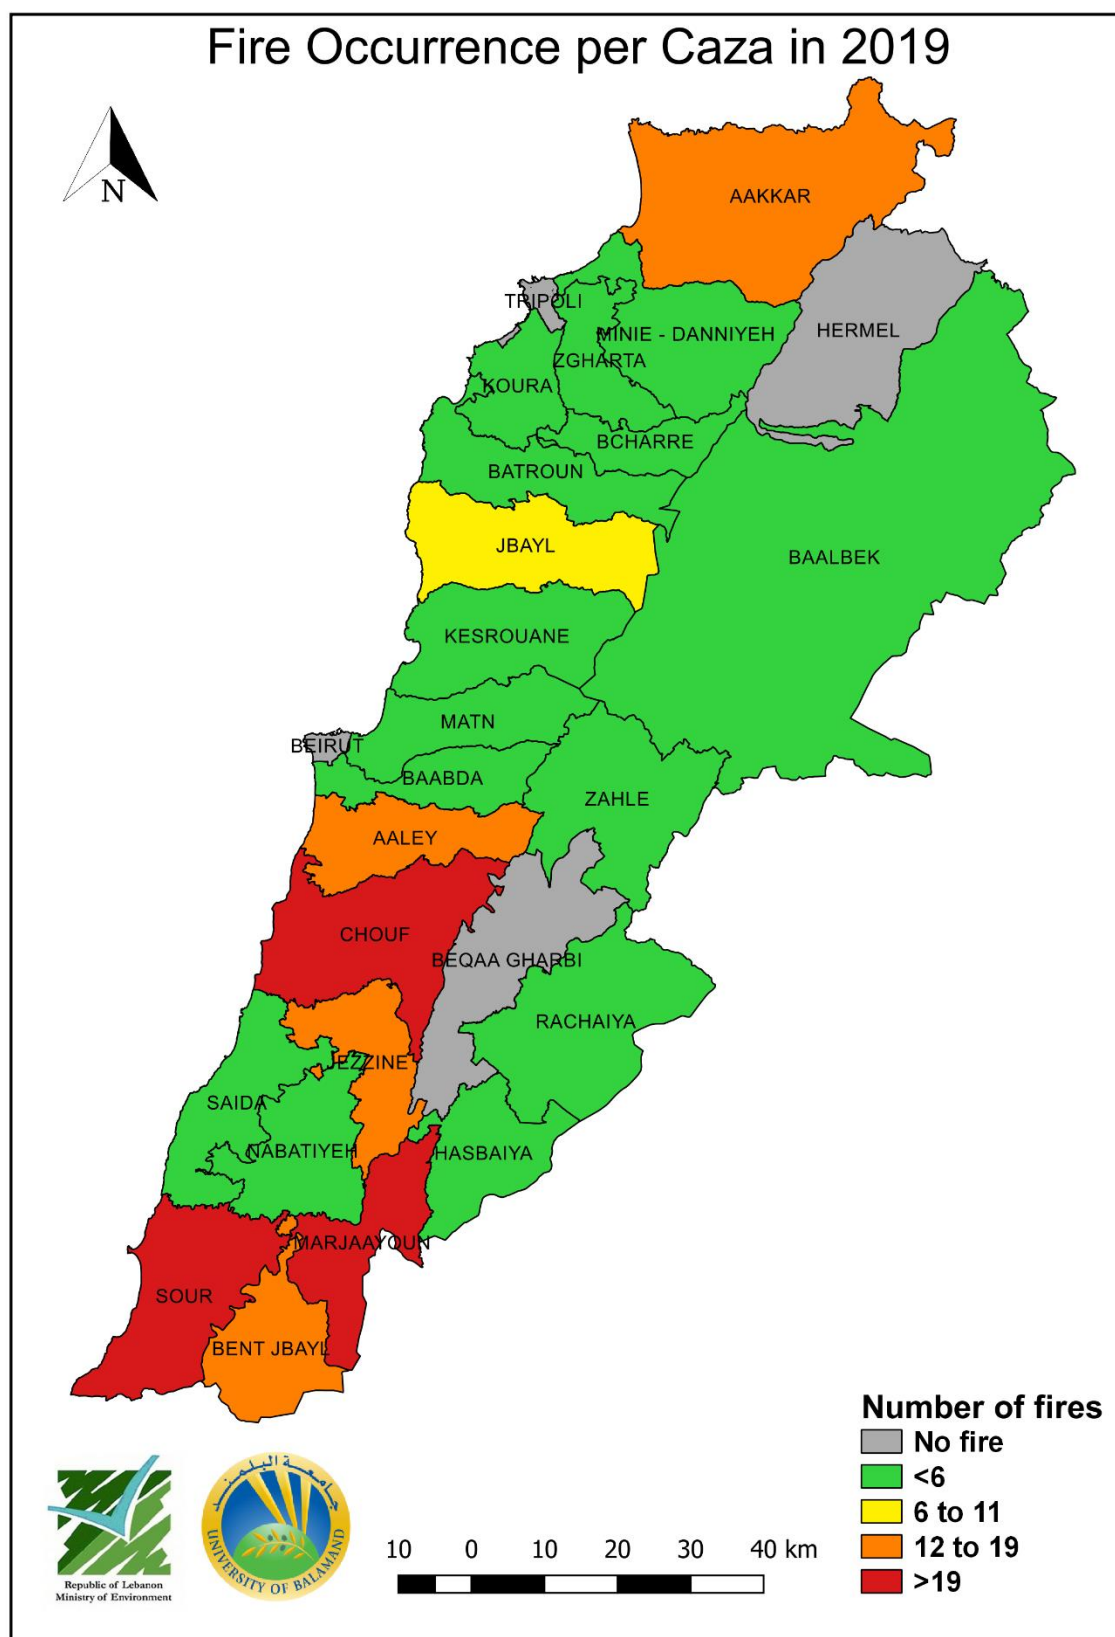 Fire Occurrence per Caza in 2019
N
AAKKAR
TRIPOLI
HERMEL
MINIE - DANNIYEH
ZGHARTA
KOURA
BCHARRE
BATROUN
JBAYL
BAALBEK
KESROUANE
MATN
BEIRUT
BAABDA
ZAHLE
AALEY
CHOUF
BEQAA GHARBI
RACHAIYA
JEZZINE
SAIDA
NABATIYEH
HASBAIYA
MARJAAYOUN
SOUR
BENT JBAYL
Number of fires
No fire
<6
6 to 11
12 to 19
>19
Republic of Lebanon
Ministry of Environment
جامعة البلمند
UNIVERSITY OF BALAMAND
10 0 10 20 30 40 km